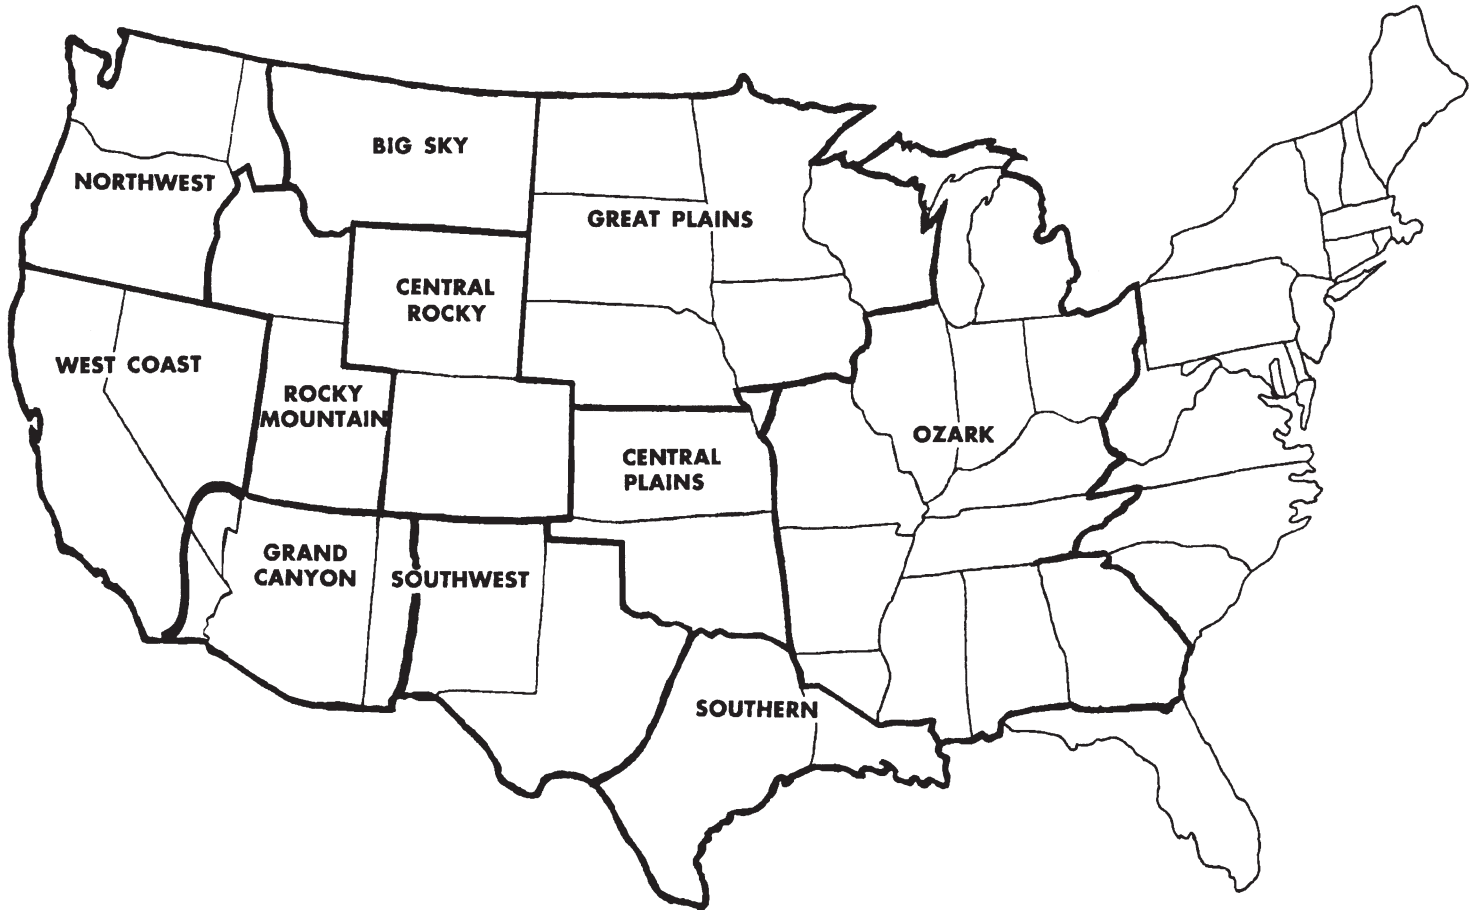 BIG SKY
NORTHWEST
GREAT PLAINS
CENTRAL
ROCKY
WEST COAST
ROCKY
MOUNTAIN
OZARK
CENTRAL
PLAINS
GRAND
CANYON
SOUTHWEST
SOUTHERN